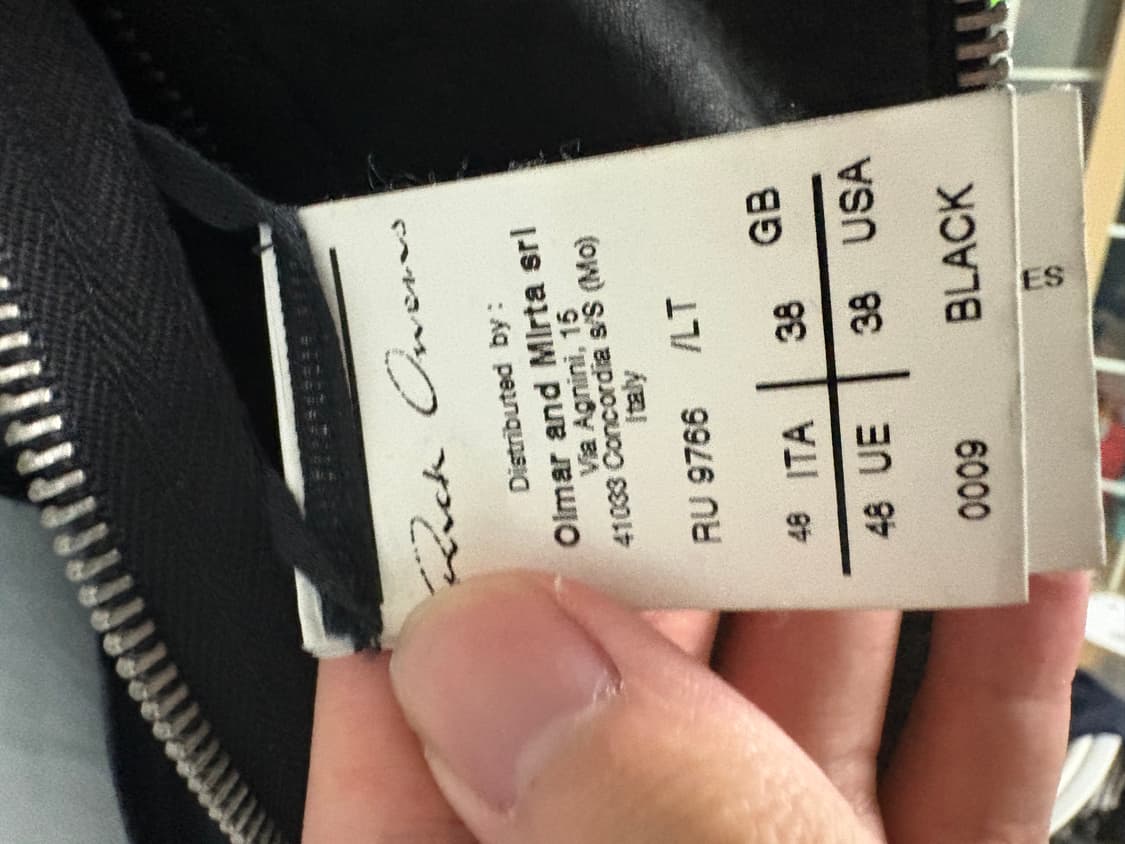 Rick Owens
Distributed by:
Olmar and Mirta srl
Via Agnini, 15
41033 Concordia s/S (Mo)
Italy
RU 9766 /LT
48 ITA 38 GB
48 UE 38 USA
0009 BLACK
ES